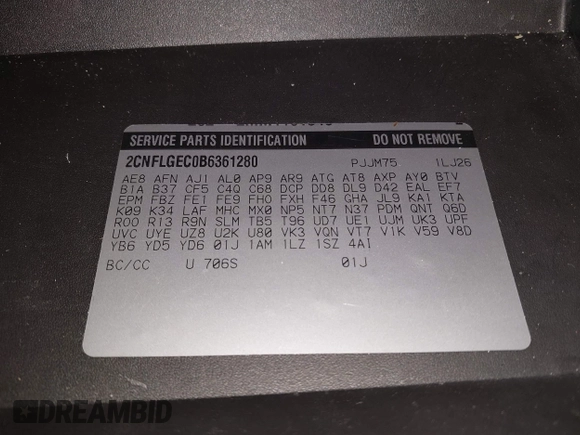 SERVICE PARTS IDENTIFICATION DO NOT REMOVE
2CNFLGEC0B6361280 PJJM75 1LJ26
AE8 AFN AJ1 AL0 AP9 AR9 ATG AT8 AXP AY0 BTV
B1A B37 CF5 C4Q C68 DCP DD8 DL9 D42 EAL EF7
EPM FBZ FE1 FE9 FHO FXH F46 GHA JL9 KA1 KTA
K09 K34 LAF MHC MX0 NP5 NT7 N37 PDM QNT Q6D
R00 R13 R9N SLM TB5 T96 UD7 UE1 UJM UK3 UPF
UVC UYE UZ8 U2K U80 VK3 VQN VT7 V1K V59 V8D
YB6 YD5 YD6 01J 1AM 1LZ 1SZ 4AI
BC/CC U 706S 01J
DREAMBID